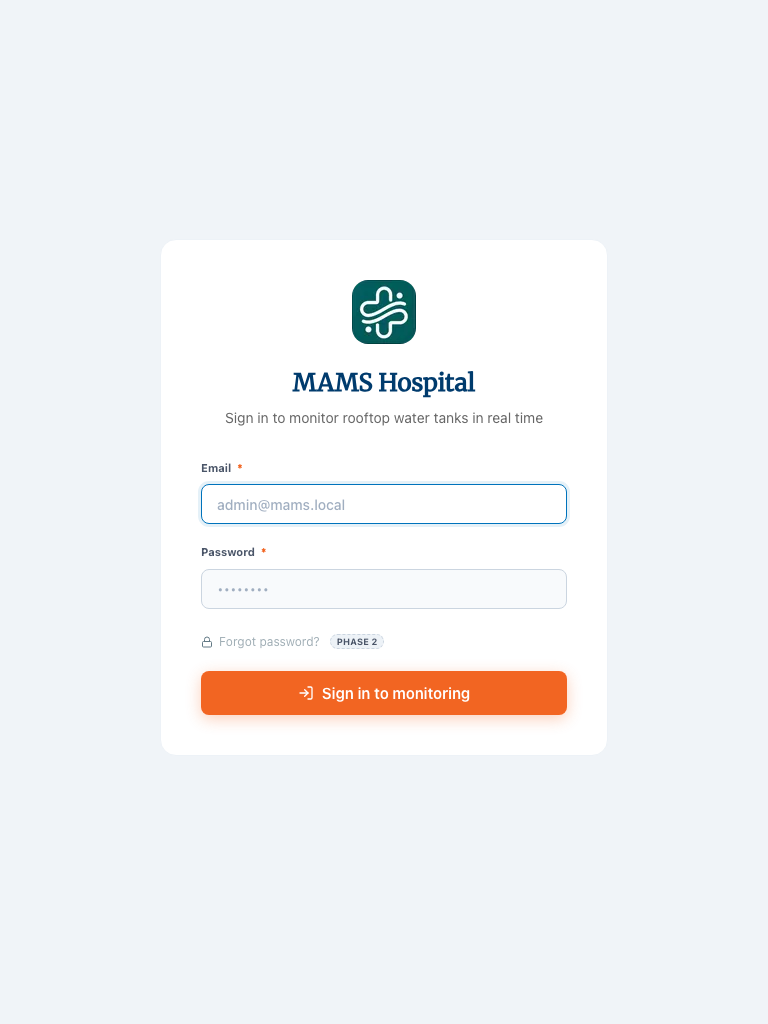 MAMS Hospital
Sign in to monitor rooftop water tanks in real time
Email *
admin@mams.local
Password *
••••••••
Forgot password? PHASE 2
Sign in to monitoring